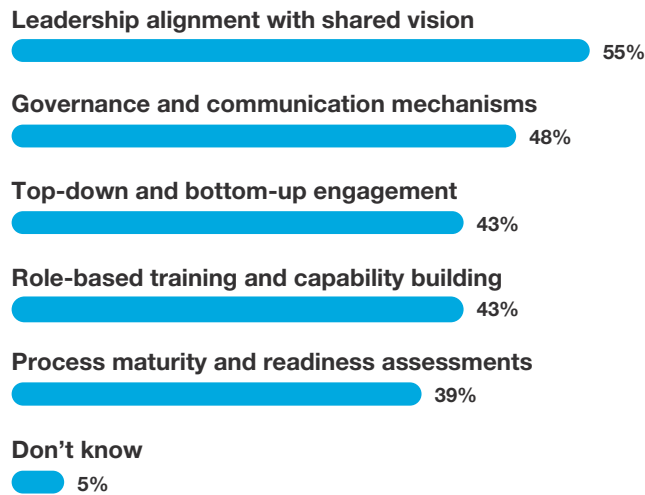 Leadership alignment with shared vision
55%
Governance and communication mechanisms
48%
Top-down and bottom-up engagement
43%
Role-based training and capability building
43%
Process maturity and readiness assessments
39%
Don’t know
5%